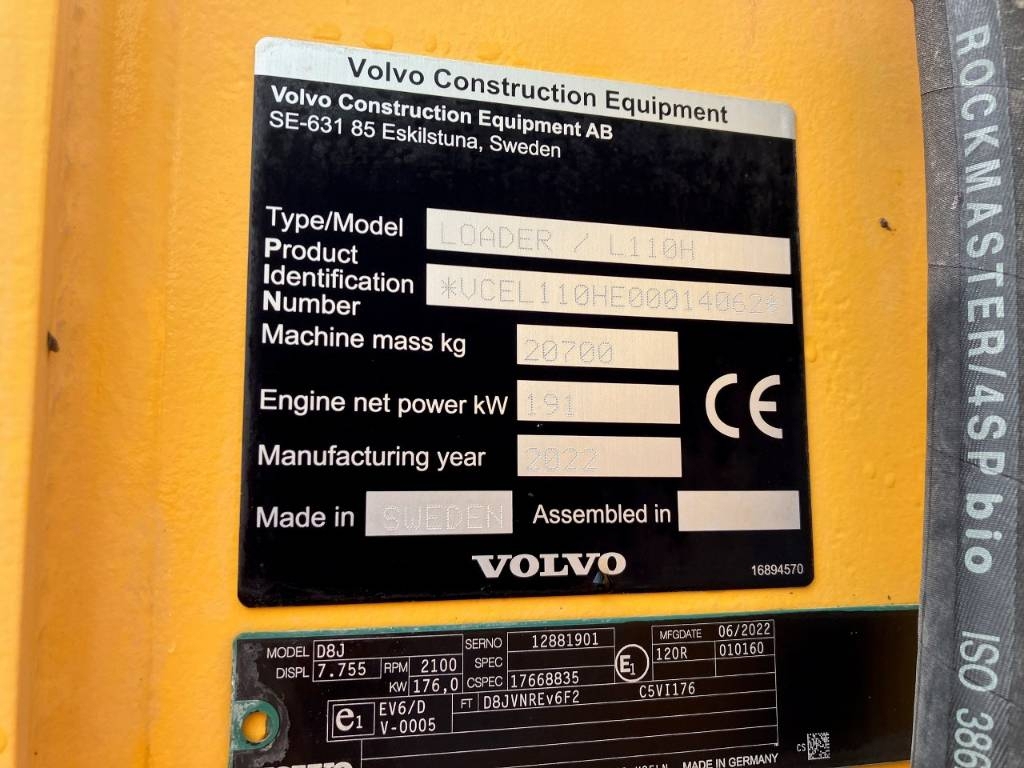 Volvo Construction Equipment
Volvo Construction Equipment AB
SE-631 85 Eskilstuna, Sweden
Type/Model LOADER / L110H
Product
Identification *VCEL110HE00014062*
Number
Machine mass kg 20700
Engine net power kW 191
CE
Manufacturing year 2022
Made in SWEDEN Assembled in
VOLVO 16894570
MODEL D8J SERNO 12881901 MFGDATE 06/2022
DISPL 7.755 RPM 2100 SPEC E1 120R 010160
KW 176,0 CSPEC 17668835
e1 EV6/D FT D8JVNREv6F2 C5VI176
V-0005
VOLVO MADE IN GERMANY CS
ROCKMASTER/4SP bio ISO 386